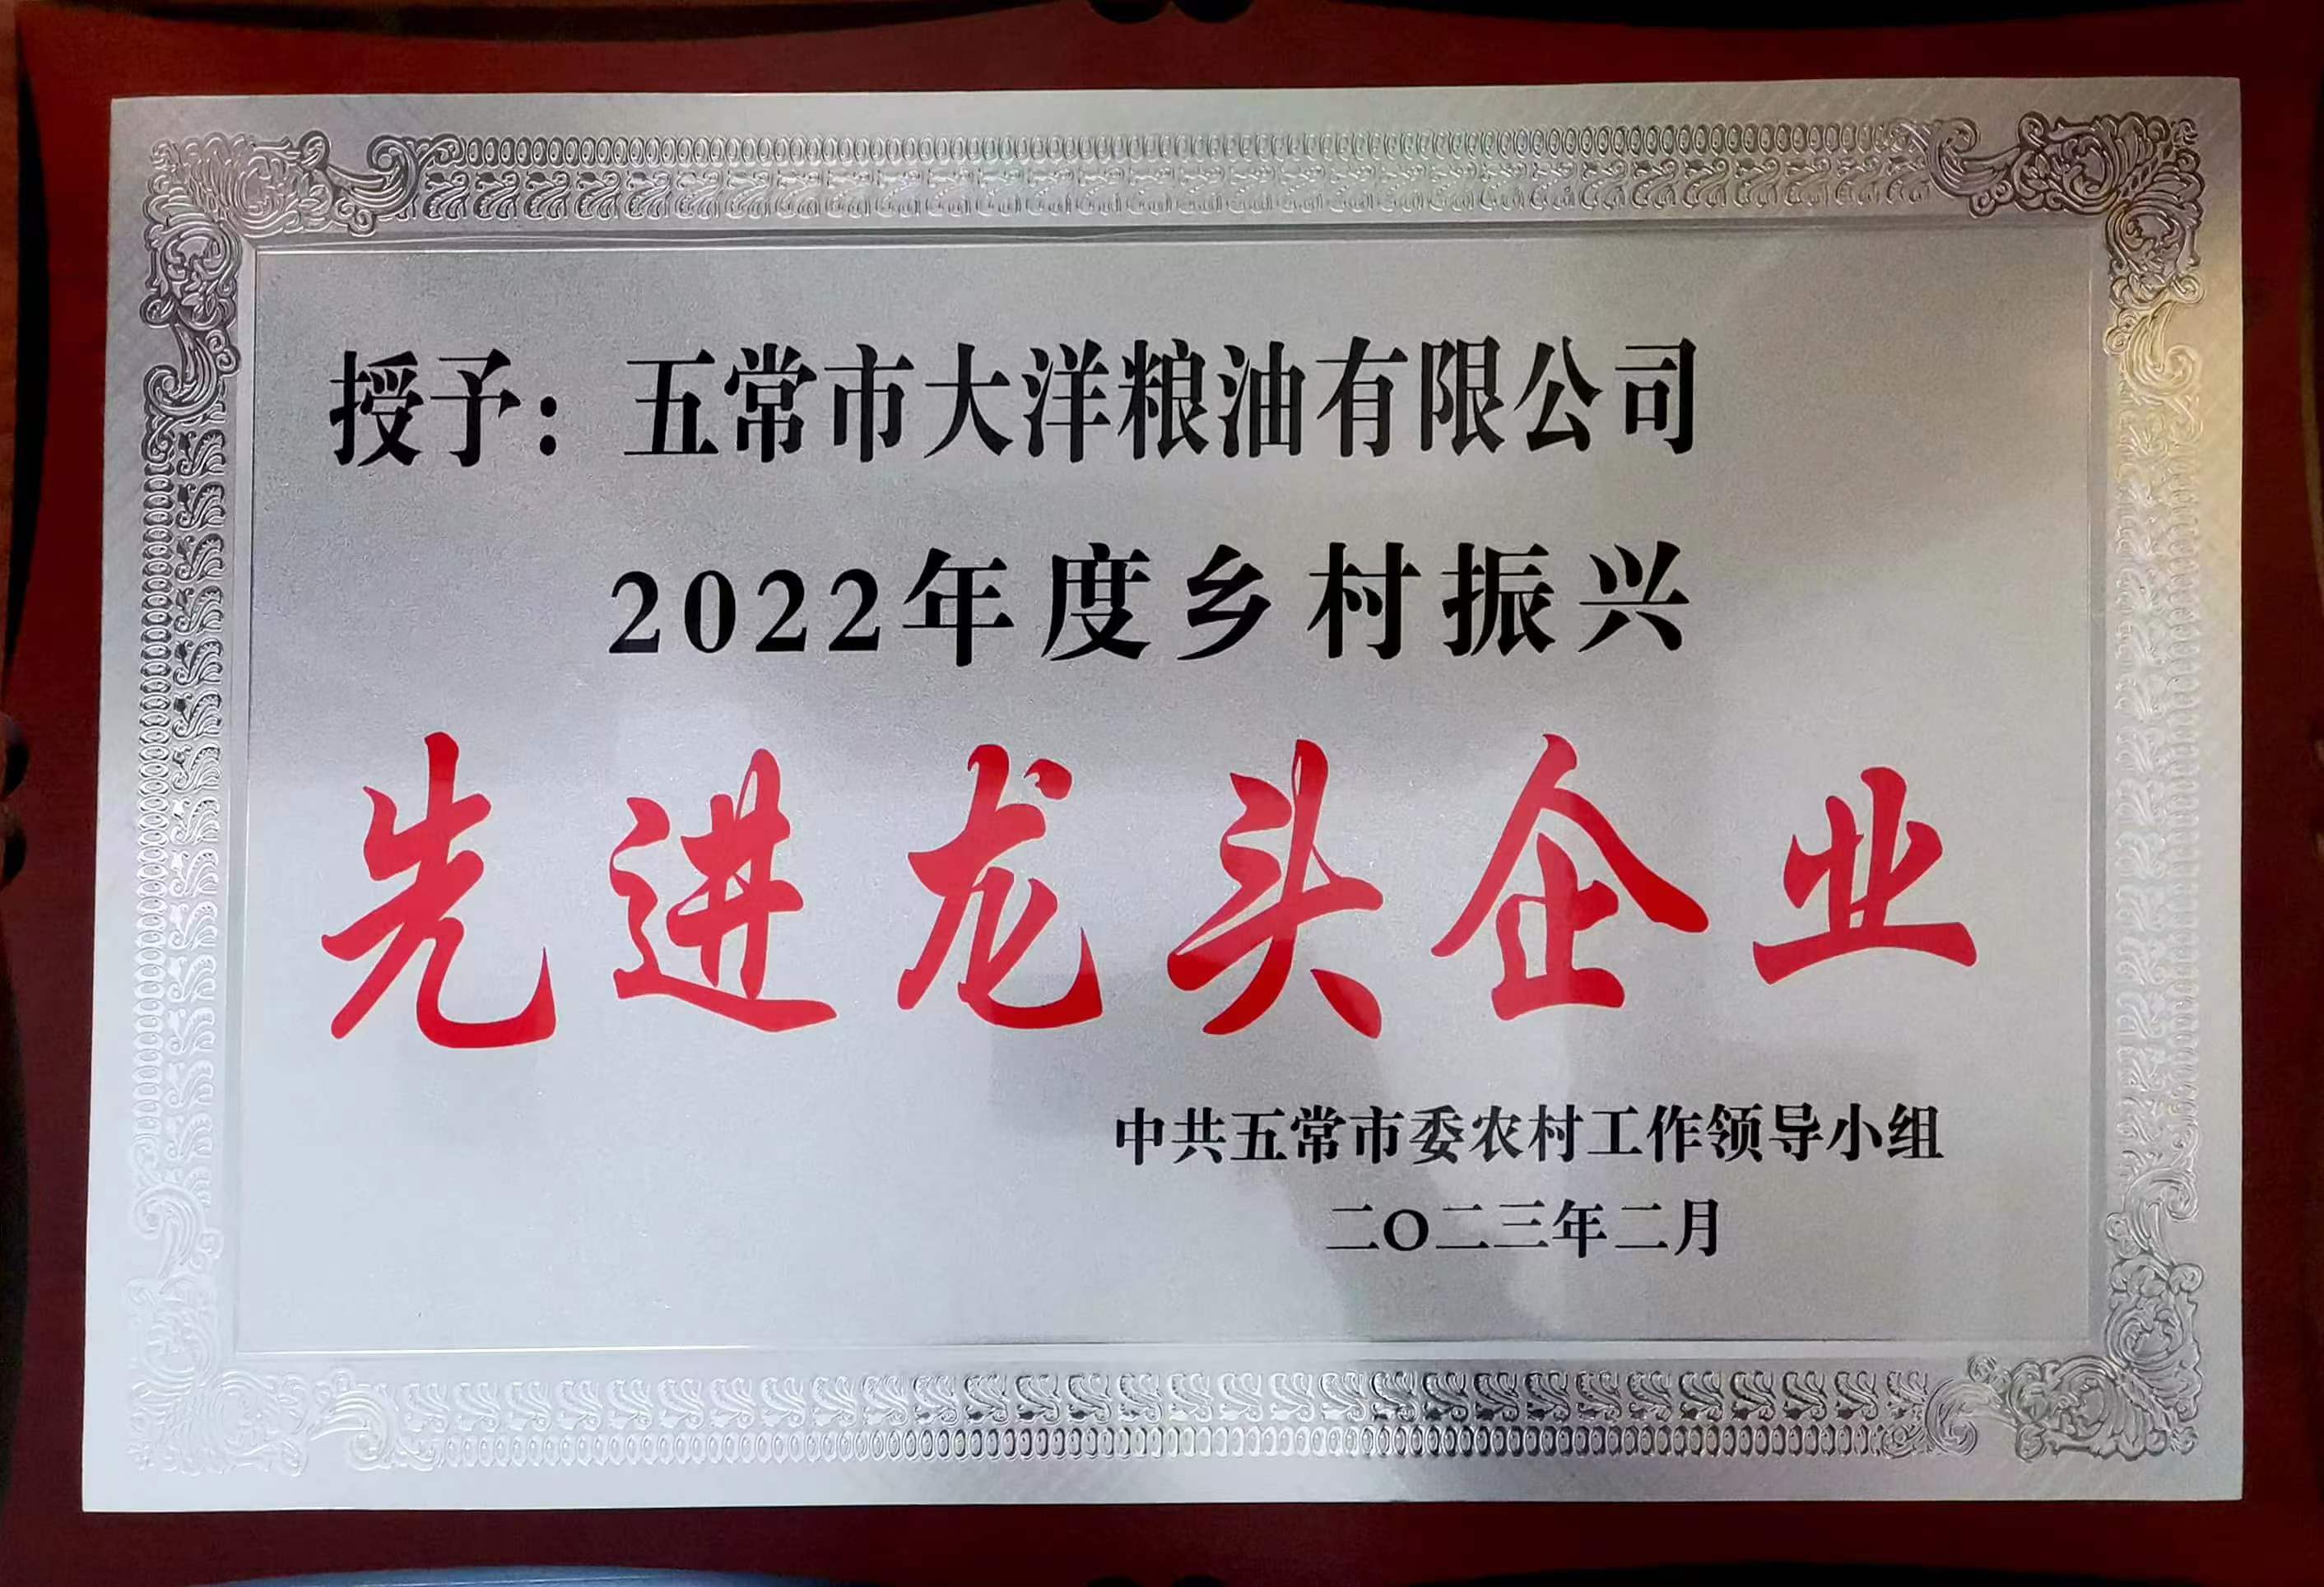 授予：五常市大洋粮油有限公司
2022年度乡村振兴
先进龙头企业
中共五常市委农村工作领导小组
二〇二三年二月